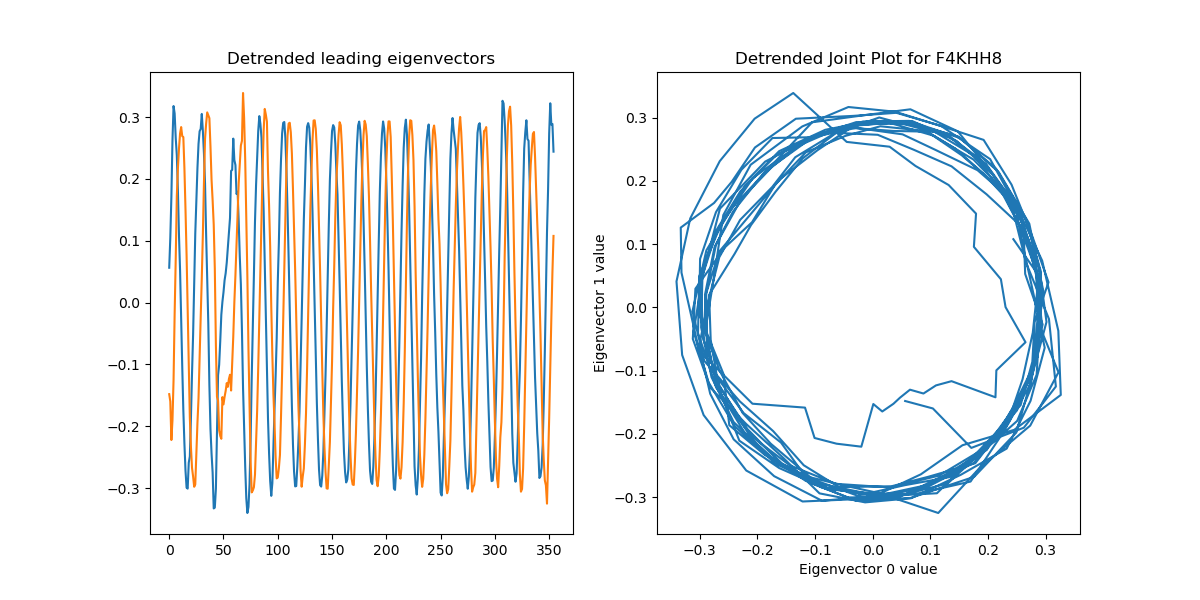 Detrended leading eigenvectors
0.3
0.2
0.1
0.0
−0.1
−0.2
−0.3
0 50 100 150 200 250 300 350
Detrended Joint Plot for F4KHH8
Eigenvector 1 value
0.3
0.2
0.1
0.0
−0.1
−0.2
−0.3
−0.3 −0.2 −0.1 0.0 0.1 0.2 0.3
Eigenvector 0 value